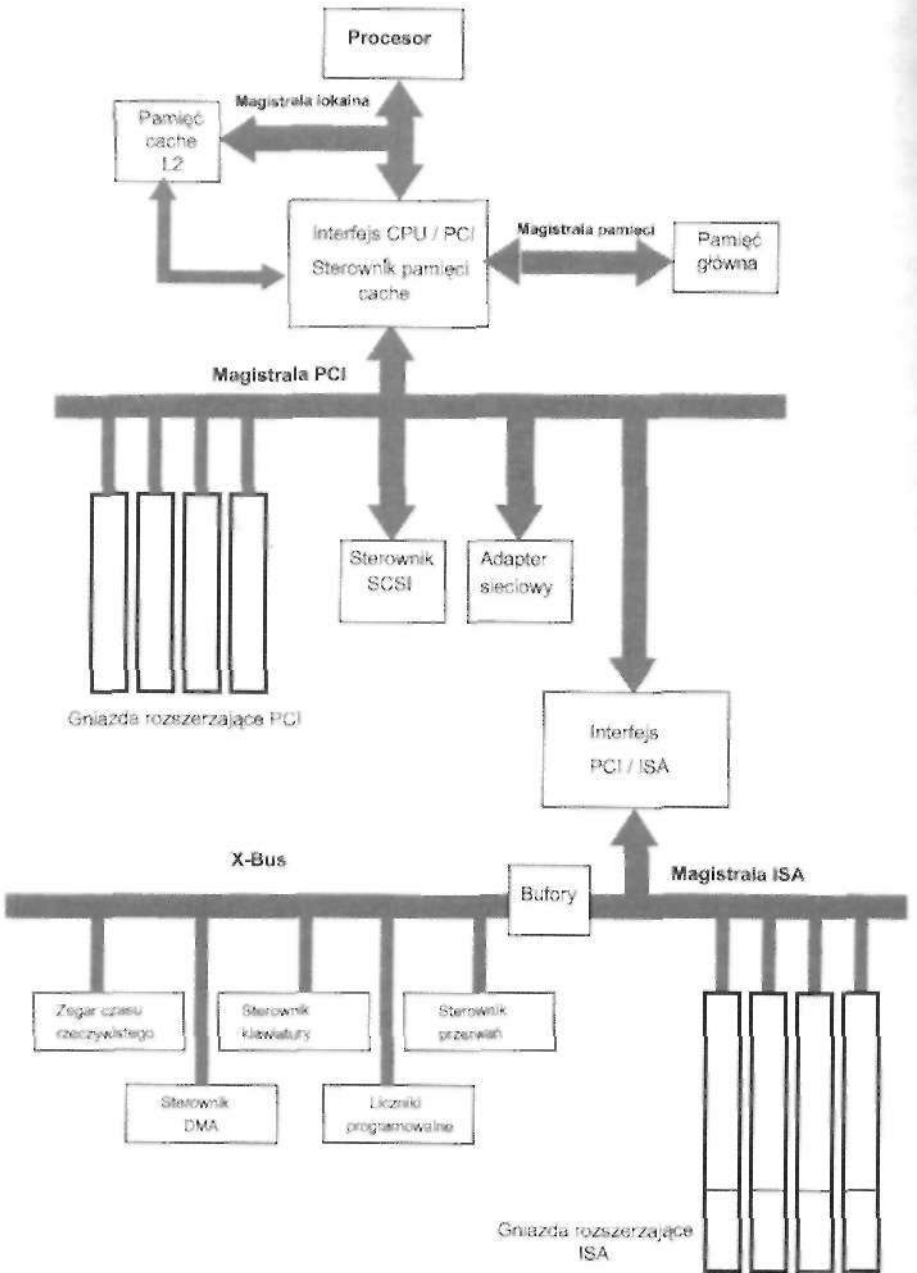 Procesor
Magistrala lokalna
Pamięć
cache
L2
Interfejs CPU / PCI
Sterownik pamięci
cache
Magistrala pamięci
Pamięć
główna
Magistrala PCI
Sterownik
SCSI
Adapter
sieciowy
Gniazda rozszerzające PCI
Interfejs
PCI / ISA
X-Bus
Bufory
Magistrala ISA
Zegar czasu
rzeczywistego
Sterownik
klawiatury
Sterownik
przerwań
Sterownik
DMA
Liczniki
programowalne
Gniazda rozszerzające
ISA